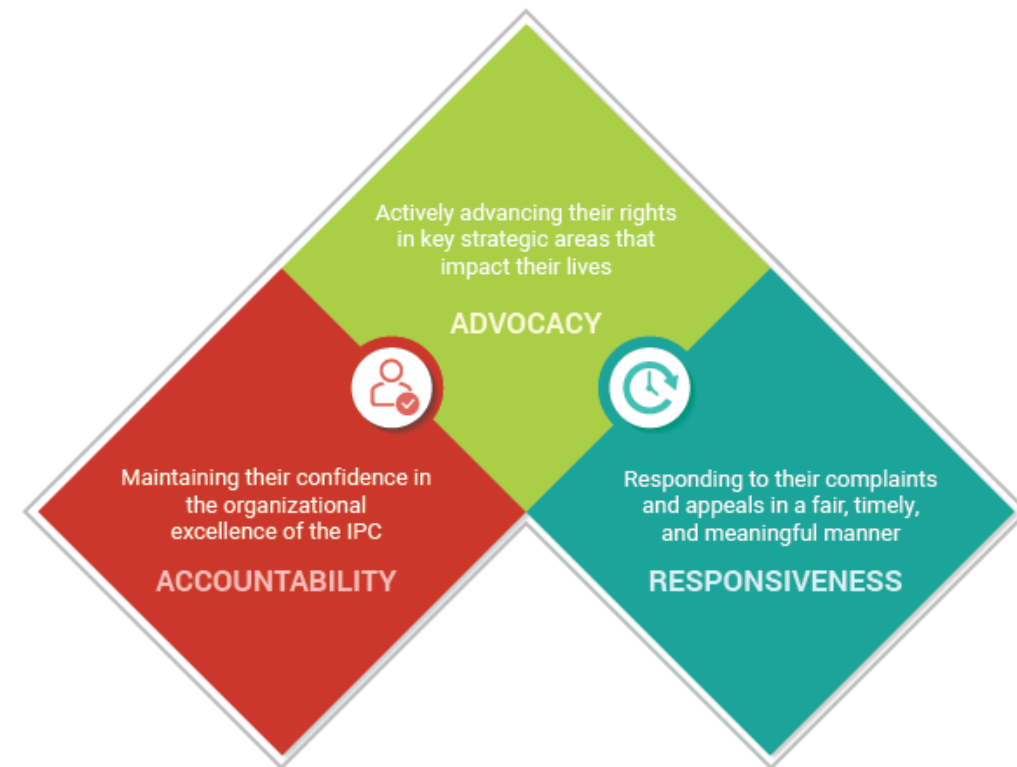 Actively advancing their rights
in key strategic areas that
impact their lives
ADVOCACY
Maintaining their confidence in
the organizational
excellence of the IPC
ACCOUNTABILITY
Responding to their complaints
and appeals in a fair, timely,
and meaningful manner
RESPONSIVENESS